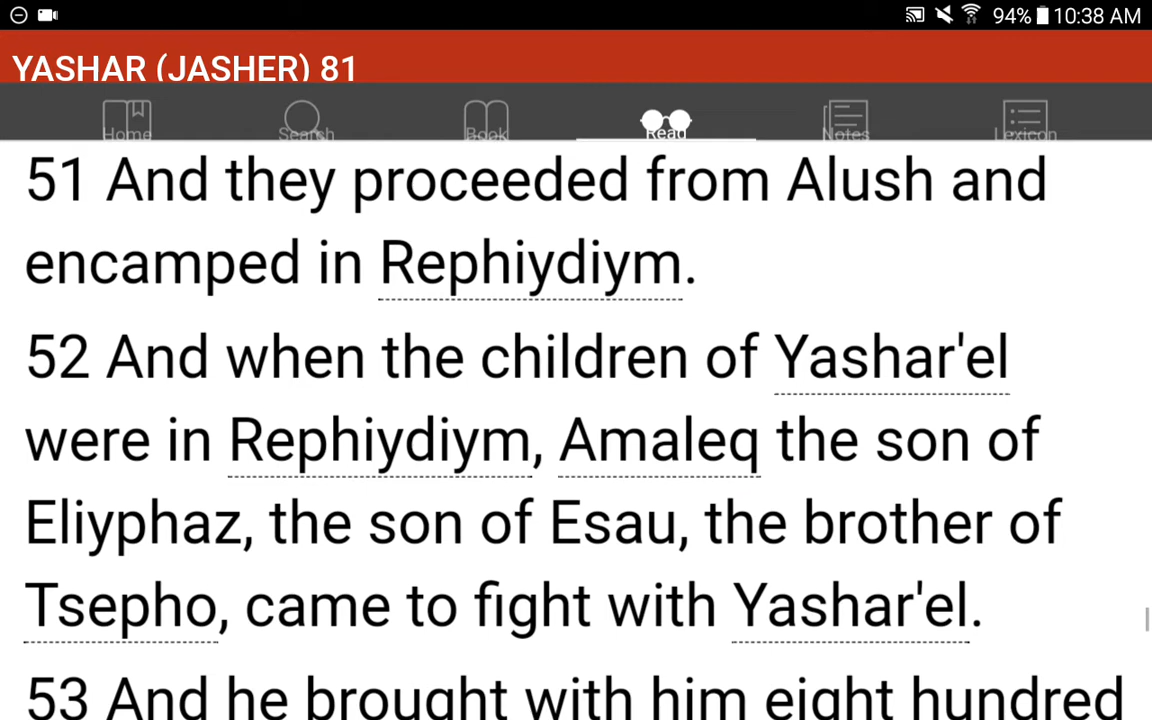 94% 10:38 AM
YASHAR (JASHER) 81
Home Search Book Read Notes Lexicon
51 And they proceeded from Alush and
encamped in Rephiydiym.
52 And when the children of Yashar'el
were in Rephiydiym, Amaleq the son of
Eliyphaz, the son of Esau, the brother of
Tsepho, came to fight with Yashar'el.
53 And he brought with him eight hundred